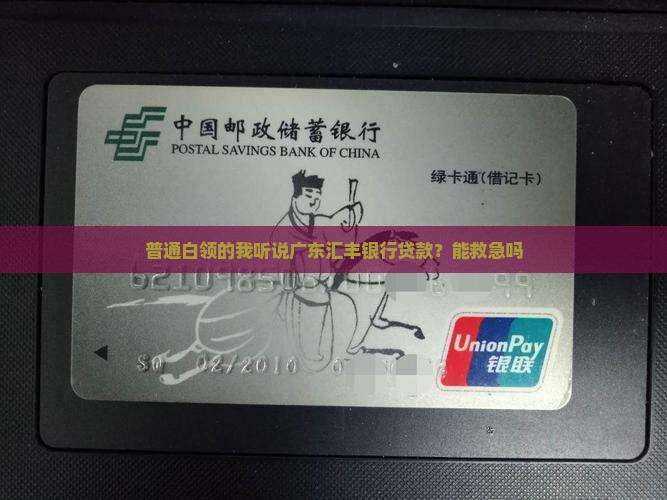 中国邮政储蓄银行
POSTAL SAVINGS BANK OF CHINA
绿卡通(借记卡)
普通白领的我听说广东汇丰银行贷款？能救急吗
UnionPay
银联
02/2010